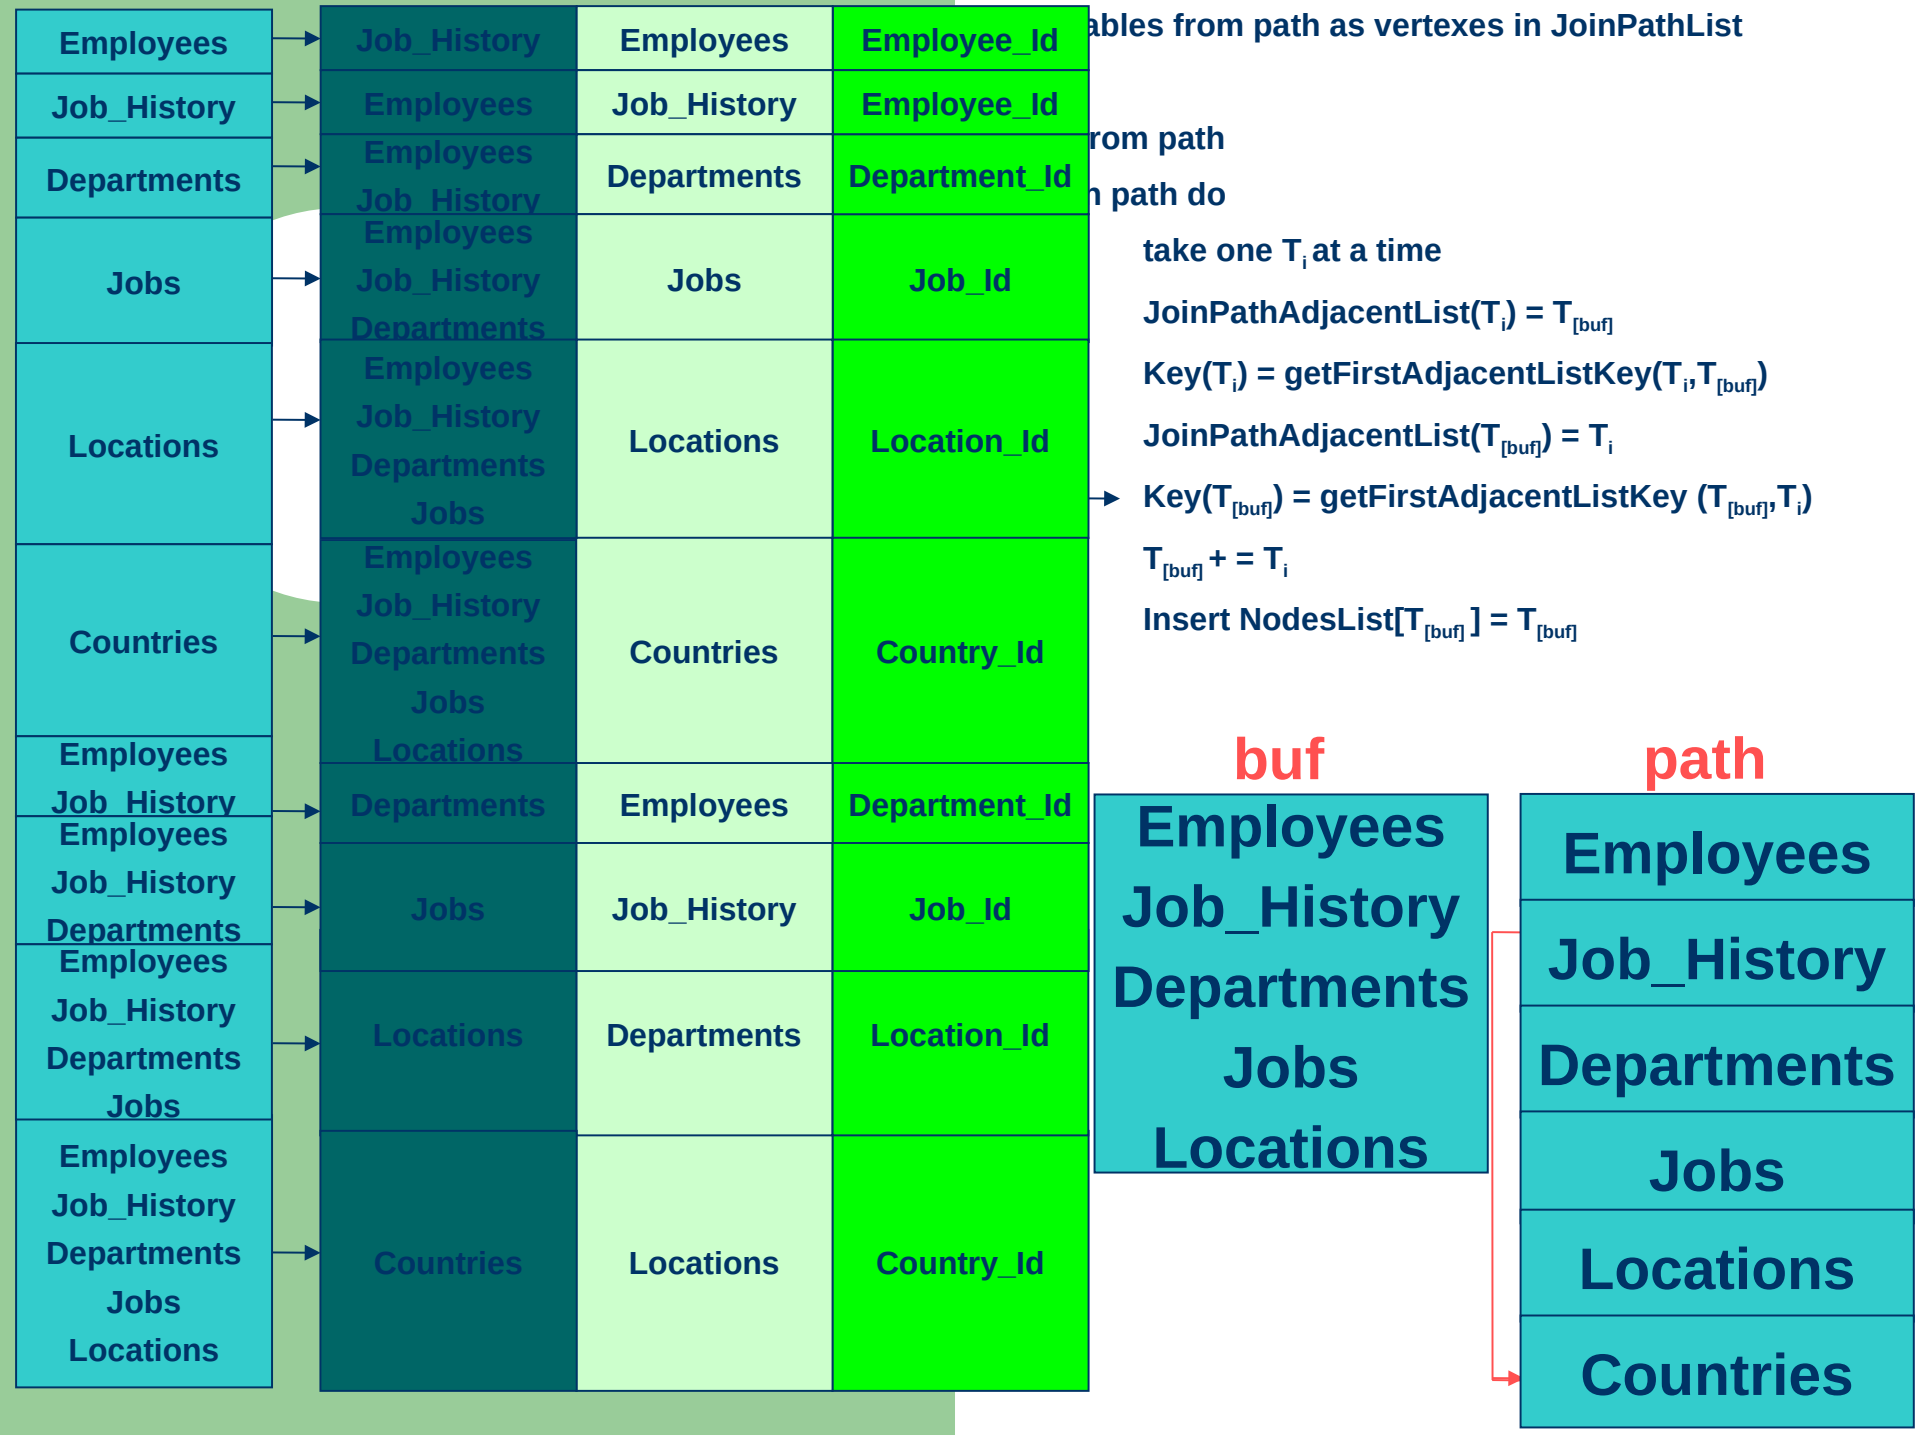 Employees
Job_History
Departments
Jobs
Locations
Countries
Employees
Job_History
Employees
Job_History
Departments
Employees
Job_History
Departments
Jobs
Employees
Job_History
Departments
Jobs
Locations
Job_History Employees Employee_Id
Employees Job_History Employee_Id
Employees
Job_History
Departments Department_Id
Employees
Job_History
Departments
Jobs Job_Id
Employees
Job_History
Departments
Jobs
Locations Location_Id
Employees
Job_History
Departments
Jobs
Locations
Countries Country_Id
Departments Employees Department_Id
Jobs Job_History Job_Id
Locations Departments Location_Id
Countries Locations Country_Id
ables from path as vertexes in JoinPathList
rom path
n path do
take one Ti at a time
JoinPathAdjacentList(Ti) = T[buf]
Key(Ti) = getFirstAdjacentListKey(Ti,T[buf])
JoinPathAdjacentList(T[buf]) = Ti
Key(T[buf]) = getFirstAdjacentListKey (T[buf],Ti)
T[buf] + = Ti
Insert NodesList[T[buf] ] = T[buf]
buf
Employees
Job_History
Departments
Jobs
Locations
path
Employees
Job_History
Departments
Jobs
Locations
Countries